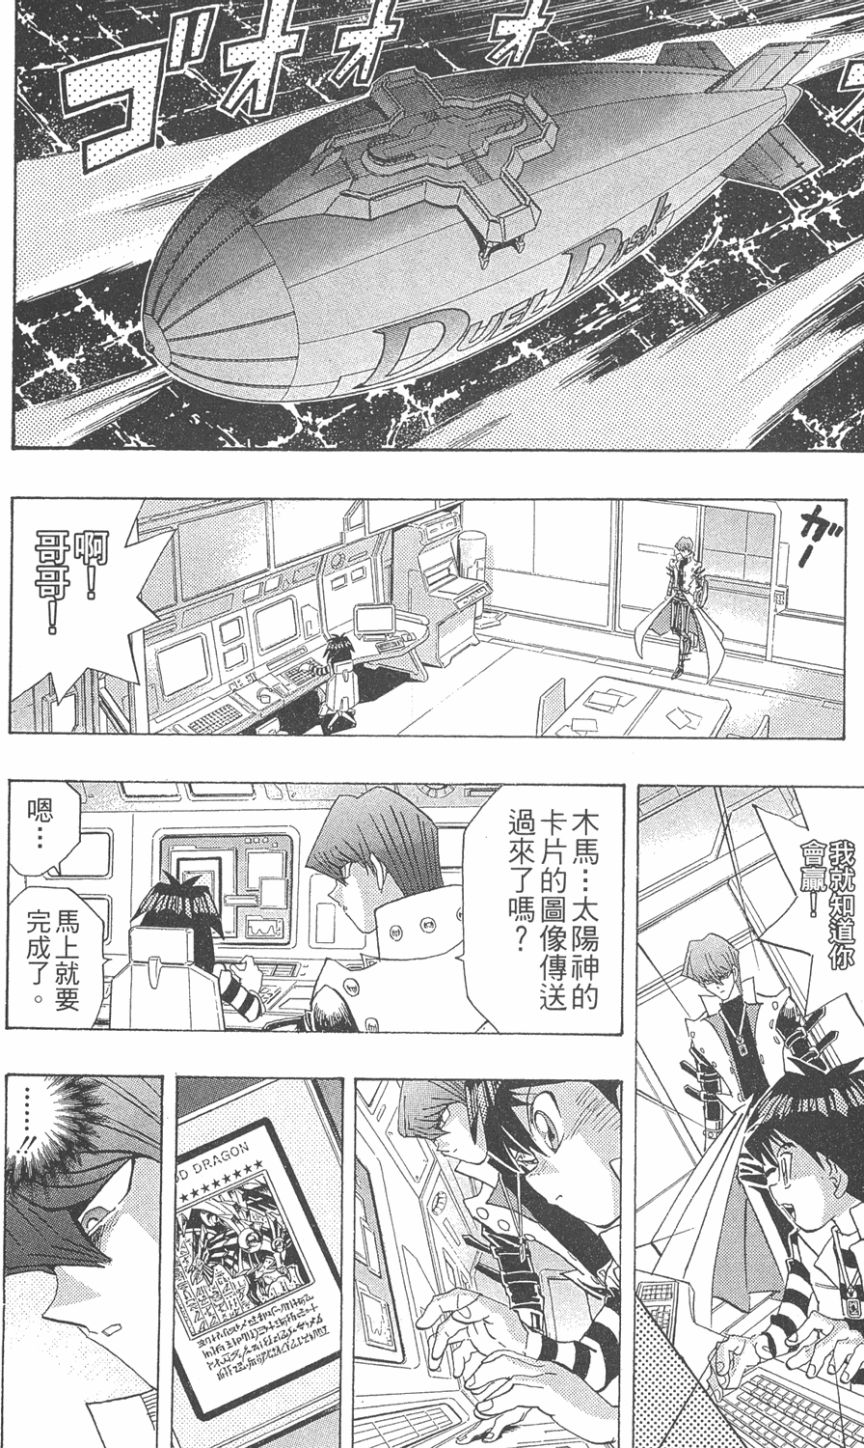 ゴオオオ
DUEL DISK
ガー
啊！
哥哥！
我就知道你
會贏！
木馬…太陽神的
卡片的圖像傳送
過來了嗎？
嗯…
馬上就要
完成了。
DRAGON
★★★★★★★★
……!!